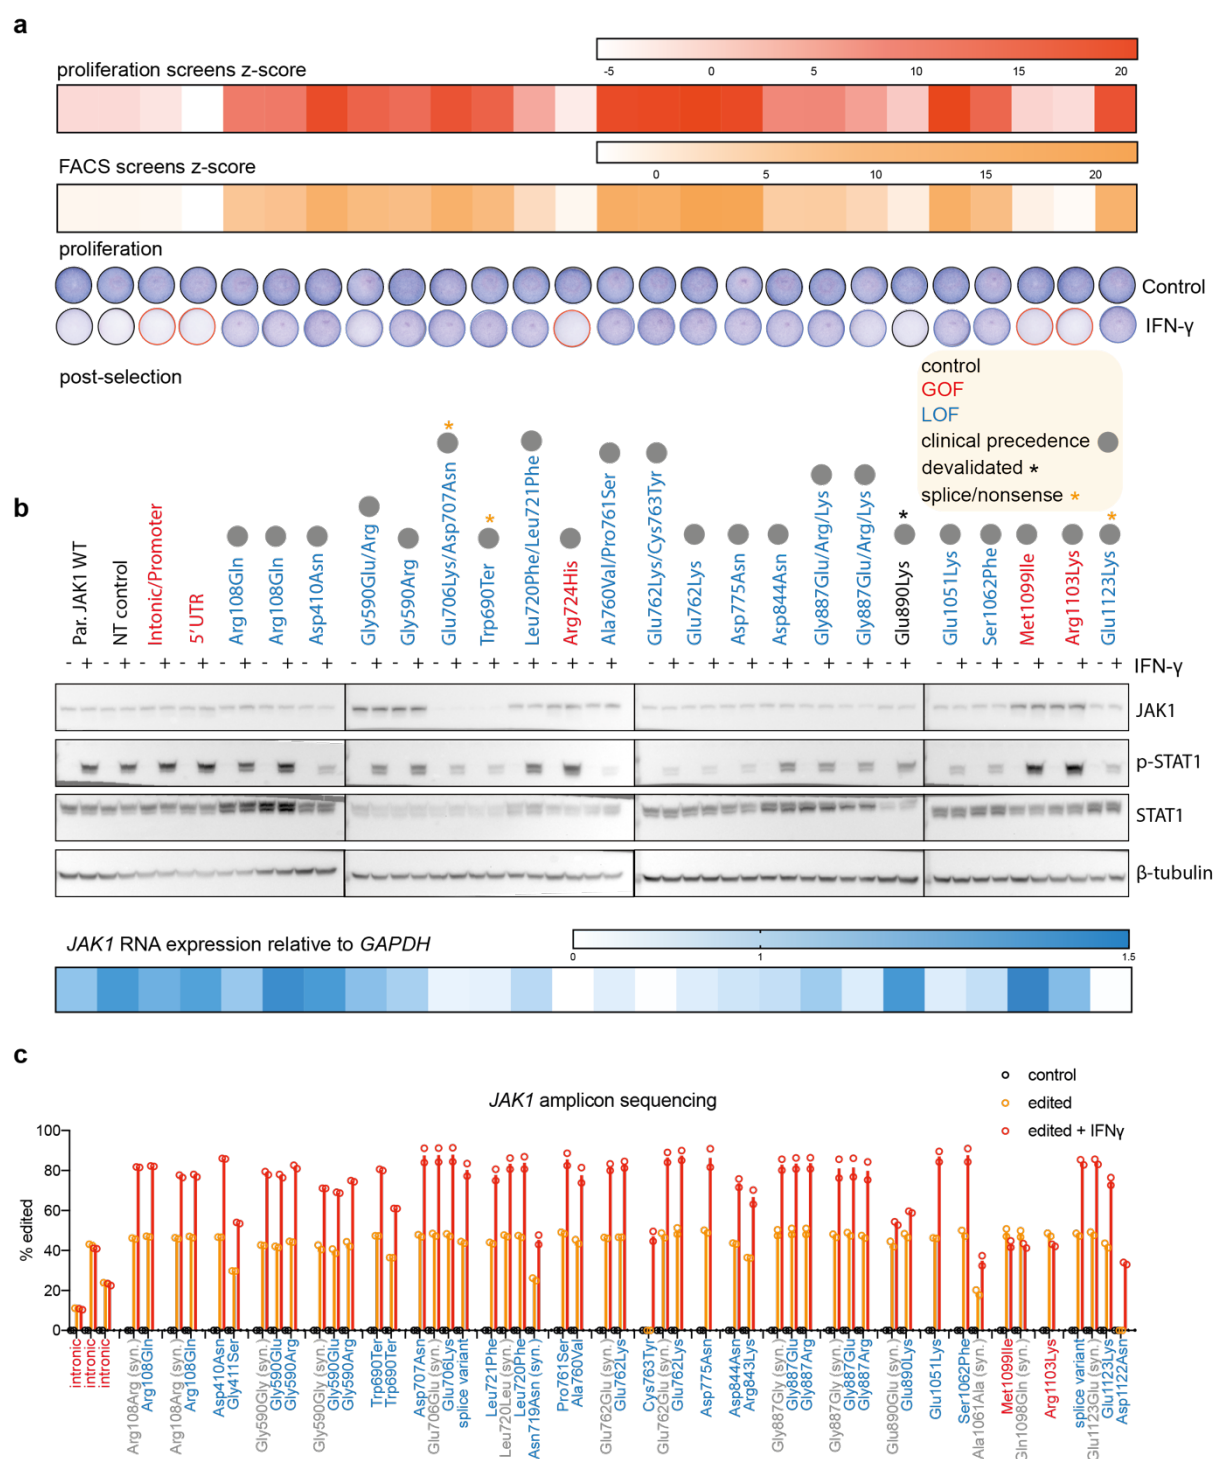 a
proliferation screens z-score
-5 0 5 10 15 20
FACS screens z-score
0 5 10 15 20
proliferation
Control
IFN-γ
post-selection
control
GOF
LOF
clinical precedence
devalidated *
splice/nonsense *
b
Par. JAK1 WT
NT control
Intronic/Promoter
5'UTR
Arg108Gln
Arg108Gln
Asp410Asn
Gly590Glu/Arg
Gly590Arg
Glu706Lys/Asp707Asn
*
Trp690Ter
*
Leu720Phe/Leu721Phe
Arg724His
Ala760Val/Pro761Ser
Glu762Lys/Cys763Tyr
Glu762Lys
Asp775Asn
Asp844Asn
Gly887Glu/Arg/Lys
Gly887Glu/Arg/Lys
Glu890Lys
*
Glu1051Lys
Ser1062Phe
Met1099Ile
Arg1103Lys
Glu1123Lys
*
- + - + - + - + - + - + - + - + - + - + - + - + - + - + - + - + - + - + - + - + - + - + - + - + - + - + IFN-γ
JAK1
p-STAT1
STAT1
β-tubulin
JAK1 RNA expression relative to GAPDH
0 1 1.5
c
control
edited
edited + IFNγ
JAK1 amplicon sequencing
% edited
100
80
60
40
20
0
intronic
intronic
intronic
Arg108Arg (syn.)
Arg108Gln
Arg108Arg (syn.)
Arg108Gln
Asp410Asn
Gly411Ser
Gly590Gly (syn.)
Gly590Glu
Gly590Arg
Gly590Gly (syn.)
Gly590Glu
Gly590Arg
Trp690Ter
Trp690Ter
Asp707Asn
Glu706Glu (syn.)
Glu706Lys
splice variant
Leu721Phe
Leu720Leu (syn.)
Leu720Phe
Asn719Asn (syn.)
Pro761Ser
Ala760Val
Glu762Glu (syn.)
Glu762Lys
Cys763Tyr
Glu762Glu (syn.)
Glu762Lys
Asp775Asn
Asp844Asn
Arg843Lys
Gly887Gly (syn.)
Gly887Glu
Gly887Arg
Gly887Gly (syn.)
Gly887Glu
Gly887Arg
Glu890Glu (syn.)
Glu890Lys
Glu1051Lys
Ser1062Phe
Ala1061Ala (syn.)
Met1099Ile
Gln1098Gln (syn.)
Arg1103Lys
splice variant
Glu1123Glu (syn.)
Glu1123Lys
Asp1122Asn